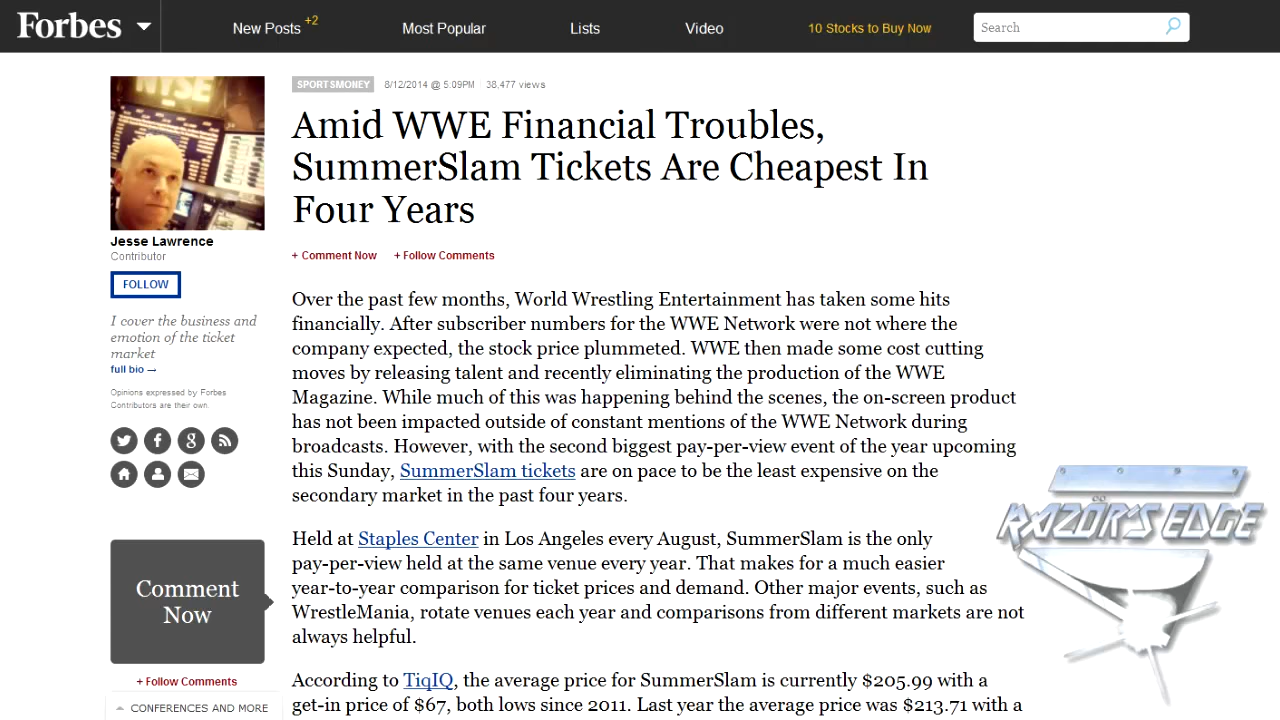 Forbes
New Posts +2
Most Popular
Lists
Video
10 Stocks to Buy Now
Search
NYSE
Jesse Lawrence
Contributor
FOLLOW
I cover the business and
emotion of the ticket
market
full bio →
Opinions expressed by Forbes
Contributors are their own.
Comment
Now
+ Follow Comments
CONFERENCES AND MORE
SPORTSMONEY 8/12/2014 @ 5:09PM 38,477 views
Amid WWE Financial Troubles,
SummerSlam Tickets Are Cheapest In
Four Years
+ Comment Now + Follow Comments
Over the past few months, World Wrestling Entertainment has taken some hits
financially. After subscriber numbers for the WWE Network were not where the
company expected, the stock price plummeted. WWE then made some cost cutting
moves by releasing talent and recently eliminating the production of the WWE
Magazine. While much of this was happening behind the scenes, the on-screen product
has not been impacted outside of constant mentions of the WWE Network during
broadcasts. However, with the second biggest pay-per-view event of the year upcoming
this Sunday, SummerSlam tickets are on pace to be the least expensive on the
secondary market in the past four years.
Held at Staples Center in Los Angeles every August, SummerSlam is the only
pay-per-view held at the same venue every year. That makes for a much easier
year-to-year comparison for ticket prices and demand. Other major events, such as
WrestleMania, rotate venues each year and comparisons from different markets are not
always helpful.
According to TiqIQ, the average price for SummerSlam is currently $205.99 with a
get-in price of $67, both lows since 2011. Last year the average price was $213.71 with a
RAZÖR'S EDGE